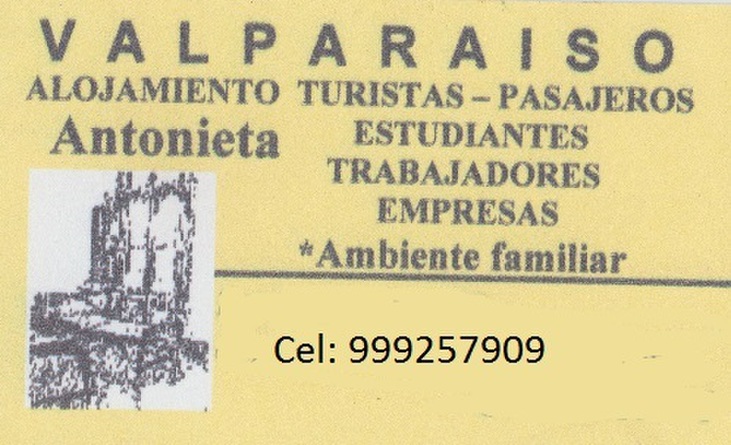 VALPARAISO
ALOJAMIENTO TURISTAS – PASAJEROS
Antonieta ESTUDIANTES
TRABAJADORES
EMPRESAS
*Ambiente familiar
Cel: 999257909